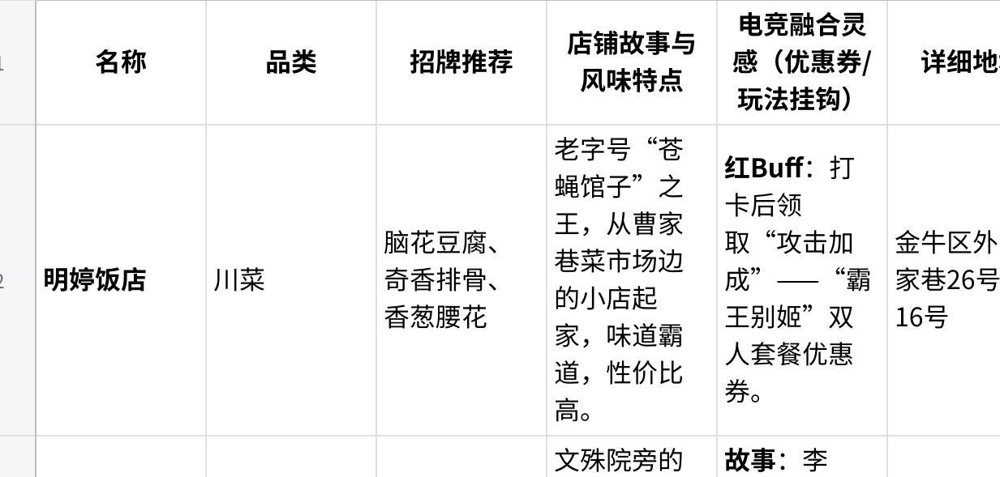 名称
品类
招牌推荐
店铺故事与
风味特点
电竞融合灵
感（优惠券/
玩法挂钩）
详细地
明婷饭店
川菜
脑花豆腐、
奇香排骨、
香葱腰花
老字号“苍
蝇馆子”之
王，从曹家
巷菜市场边
的小店起
家，味道霸
道，性价比
高。
红Buff：打
卡后领
取“攻击加
成”——“霸
王别姬”双
人套餐优惠
券。
金牛区外
家巷26号
16号
文殊院旁的
故事：李